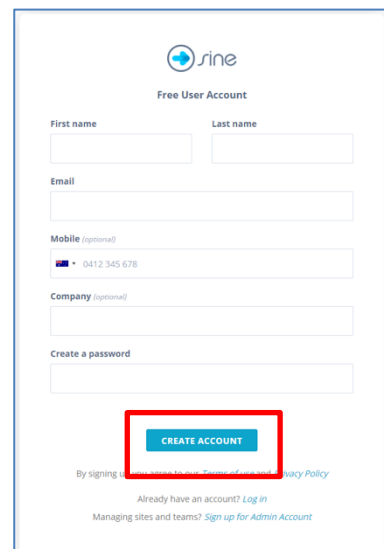 sine
Free User Account
First name Last name
Email
Mobile (optional)
0412 345 678
Company (optional)
Create a password
CREATE ACCOUNT
By signing up you agree to our Terms of use and Privacy Policy
Already have an account? Log in
Managing sites and teams? Sign up for Admin Account